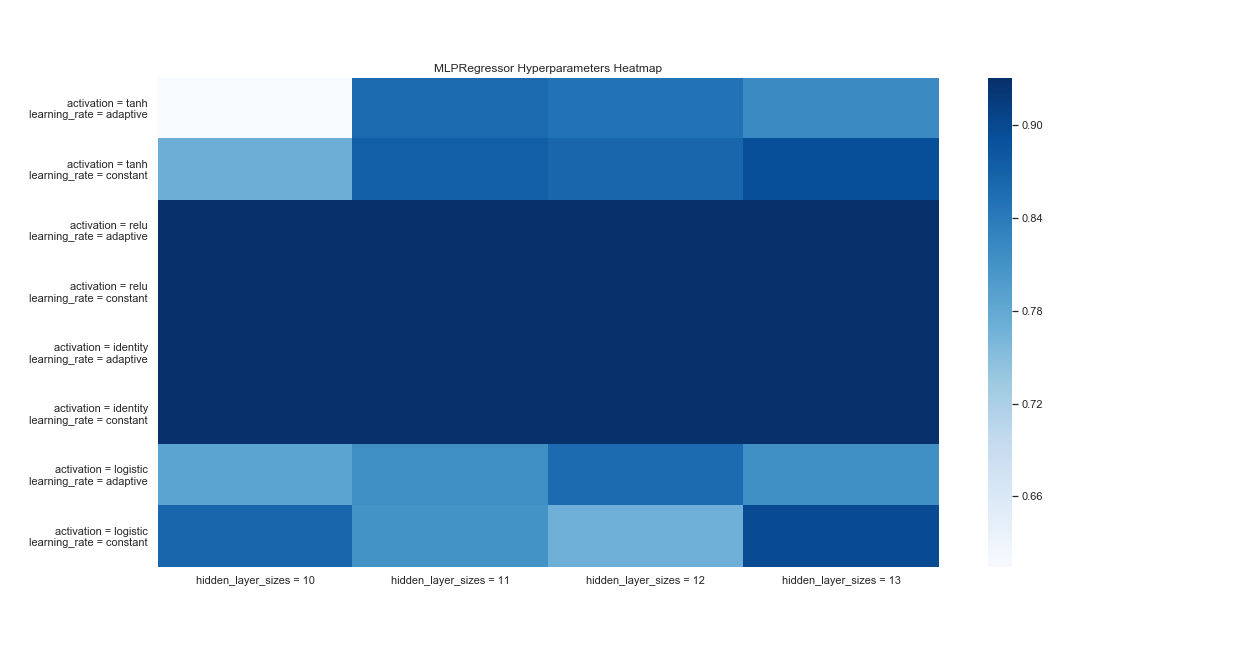 MLPRegressor Hyperparameters Heatmap
activation = tanh
learning_rate = adaptive
activation = tanh
learning_rate = constant
activation = relu
learning_rate = adaptive
activation = relu
learning_rate = constant
activation = identity
learning_rate = adaptive
activation = identity
learning_rate = constant
activation = logistic
learning_rate = adaptive
activation = logistic
learning_rate = constant
hidden_layer_sizes = 10
hidden_layer_sizes = 11
hidden_layer_sizes = 12
hidden_layer_sizes = 13
0.90
0.84
0.78
0.72
0.66